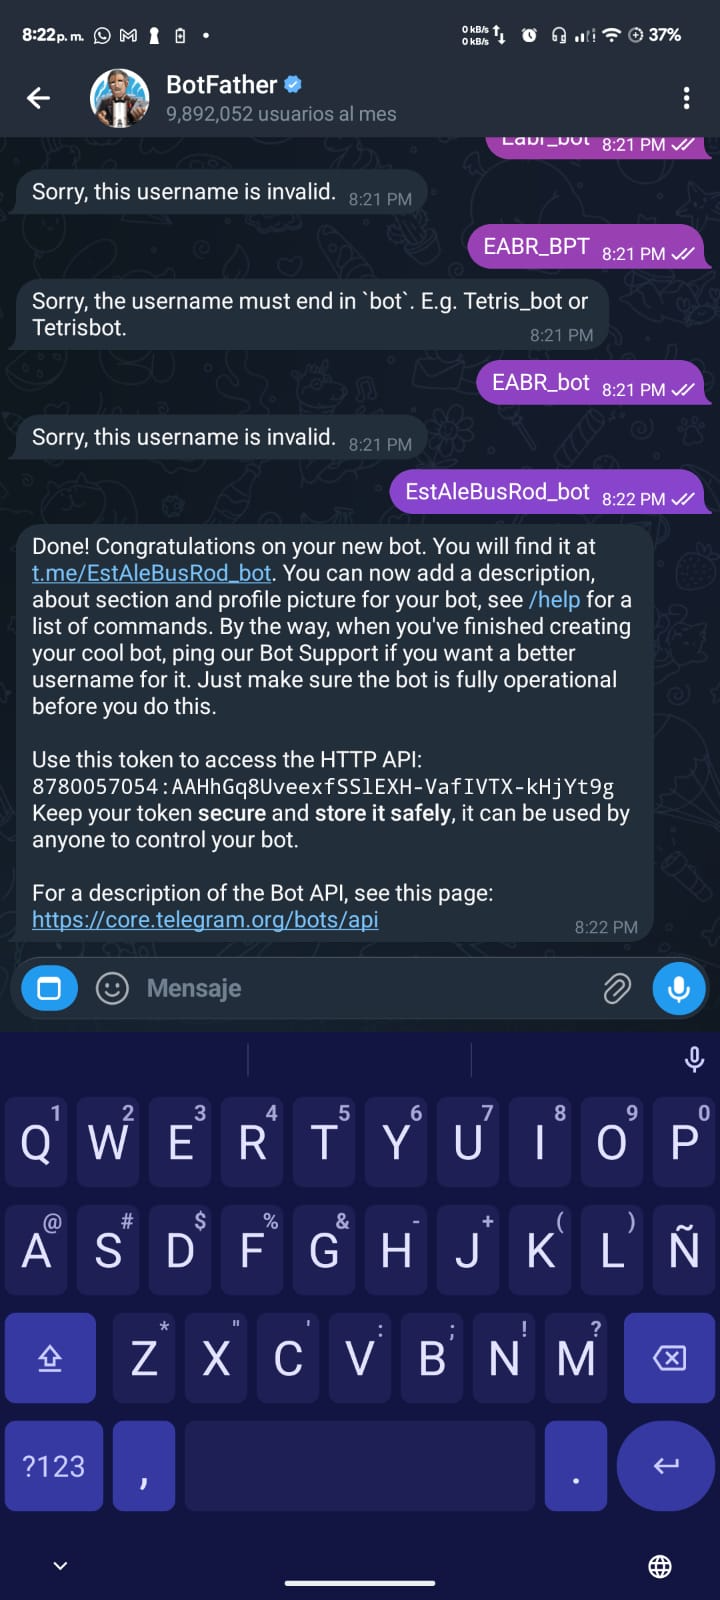 8:22 p. m.
0 kB/s
0 kB/s
37%
BotFather
9,892,052 usuarios al mes
Eabr_bot 8:21 PM
Sorry, this username is invalid. 8:21 PM
EABR_BPT 8:21 PM
Sorry, the username must end in `bot`. E.g. Tetris_bot or
Tetrisbot. 8:21 PM
EABR_bot 8:21 PM
Sorry, this username is invalid. 8:21 PM
EstAleBusRod_bot 8:22 PM
Done! Congratulations on your new bot. You will find it at
t.me/EstAleBusRod_bot. You can now add a description,
about section and profile picture for your bot, see /help for a
list of commands. By the way, when you've finished creating
your cool bot, ping our Bot Support if you want a better
username for it. Just make sure the bot is fully operational
before you do this.
Use this token to access the HTTP API:
8780057054:AAHhGq8UveexfSSlEXH-VafIVTX-kHjYt9g
Keep your token secure and store it safely, it can be used by
anyone to control your bot.
For a description of the Bot API, see this page:
https://core.telegram.org/bots/api 8:22 PM
Mensaje
1 2 3 4 5 6 7 8 9 0
Q W E R T Y U I O P
@ # $ % & - + ( )
A S D F G H J K L Ñ
* " ' : ; ! ?
Z X C V B N M
?123 , .